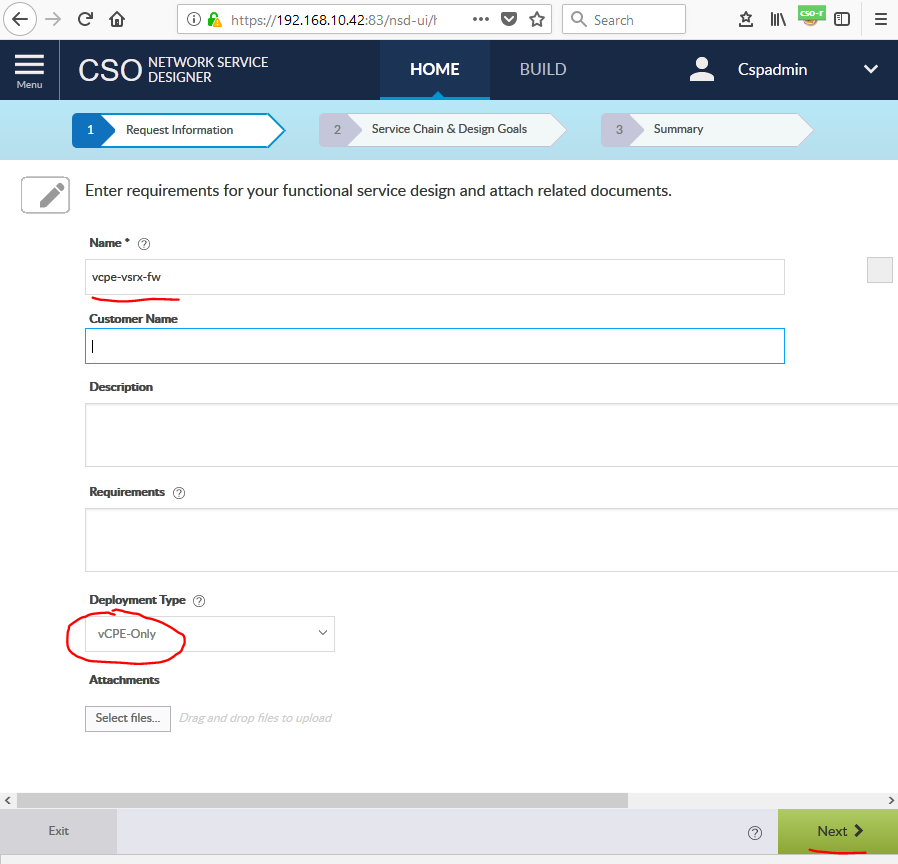 https://192.168.10.42:83/nsd-ui/
Search
cso-r
Menu
CSO NETWORK SERVICE DESIGNER
HOME
BUILD
Cspadmin
1 Request Information
2 Service Chain & Design Goals
3 Summary
Enter requirements for your functional service design and attach related documents.
Name *
vcpe-vsrx-fw
Customer Name
Description
Requirements
Deployment Type
vCPE-Only
Attachments
Select files... Drag and drop files to upload
Exit
Next